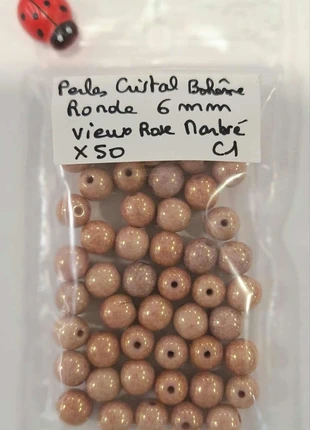 Perles Cristal Bohême
Ronde 6 mm
Vieux Rose Marbré
X50 C1